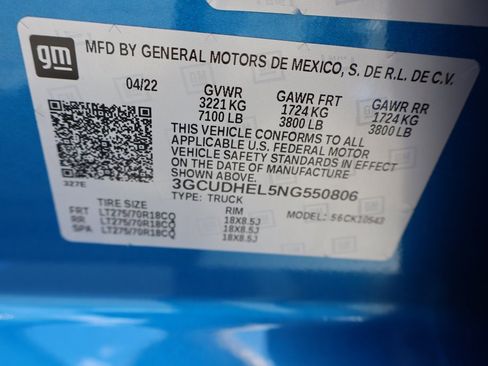 gm
MFD BY GENERAL MOTORS DE MEXICO, S. DE R.L. DE C.V.
04/22 GVWR GAWR FRT GAWR RR
3221 KG 1724 KG 1724 KG
7100 LB 3800 LB 3800 LB
THIS VEHICLE CONFORMS TO ALL
APPLICABLE U.S. FEDERAL MOTOR
VEHICLE SAFETY STANDARDS IN EFFECT
ON THE DATE OF MANUFACTURE SHOWN ABOVE.
3GCUDHEL5NG550806
327E
TYPE: TRUCK
MODEL: 56CK10543
TIRE SIZE RIM
FRT LT275/70R18CQ 18X8.5J
RR LT275/70R18CQ 18X8.5J
SPA LT275/70R18CQ 18X8.5J